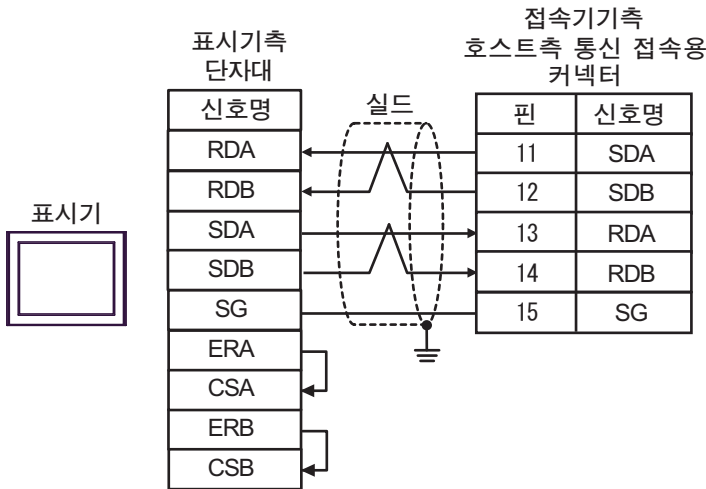 표시기
표시기측
단자대
신호명
RDA
RDB
SDA
SDB
SG
ERA
CSA
ERB
CSB
실드
접속기기측
호스트측 통신 접속용
커넥터
핀 신호명
11 SDA
12 SDB
13 RDA
14 RDB
15 SG